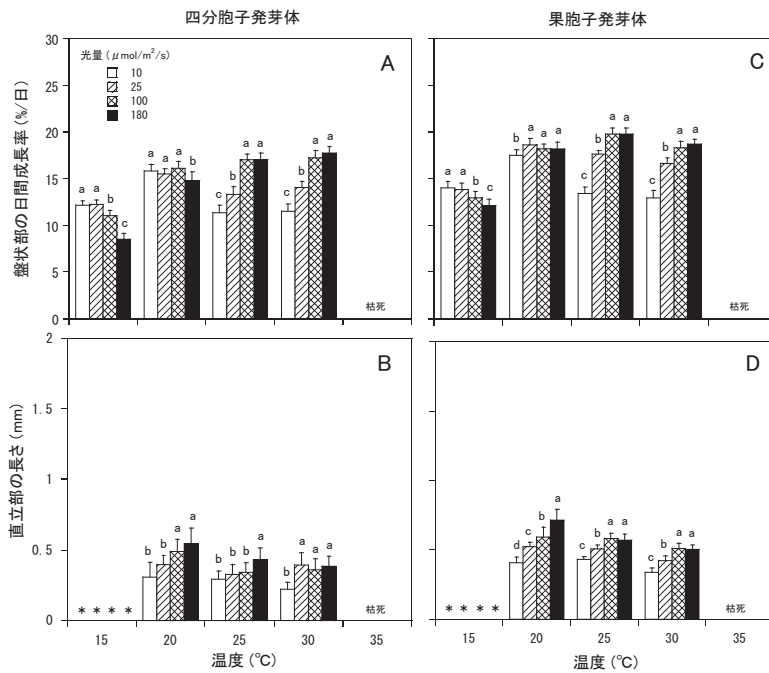 四分胞子発芽体
果胞子発芽体
盤状部の日間成長率 (%/日)
30
25
20
15
10
5
0
光量 (μmol/m²/s)
10
25
100
180
A
a a b c
a a a b
c b a a
c b a a
枯死
C
a a b c
b a a a
c b a a
c b a a
枯死
直立部の長さ (mm)
2
1.5
1
0.5
0
B
* * * *
b b a a
b b b a
b a a a
枯死
D
* * * *
d c b a
c b a a
c b a a
枯死
15 20 25 30 35
温度 (℃)
15 20 25 30 35
温度 (℃)